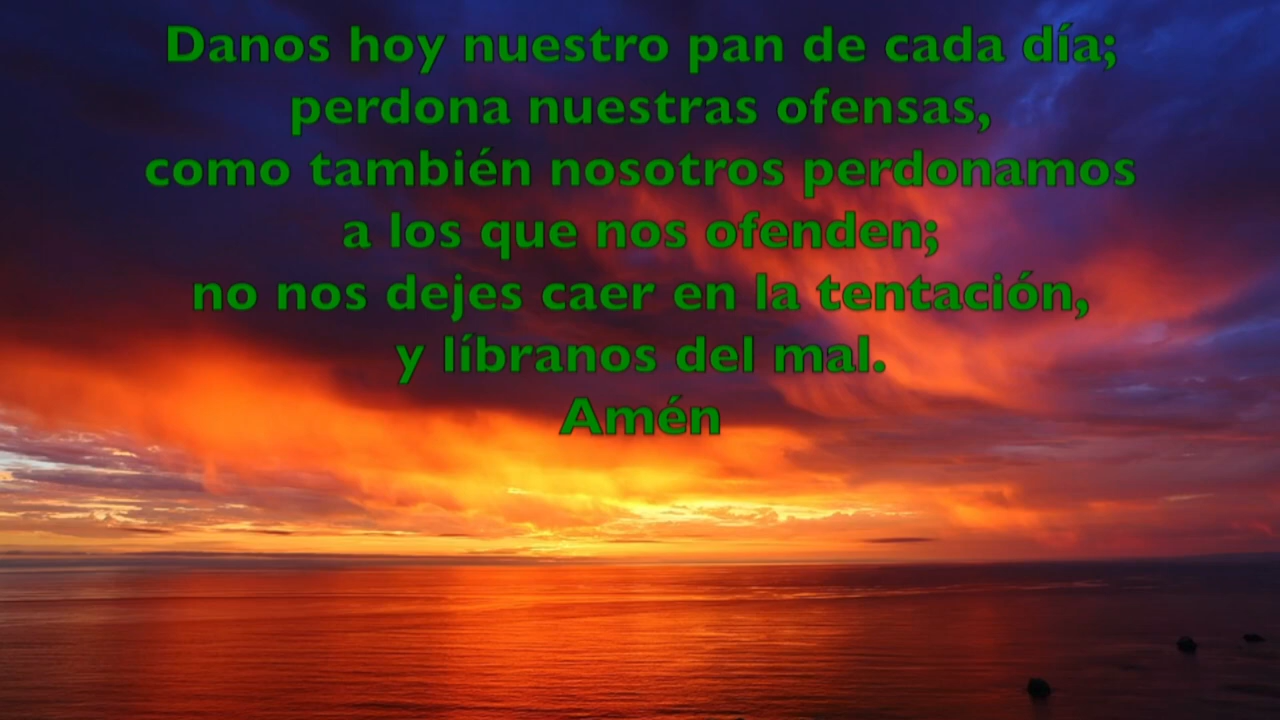 Danos hoy nuestro pan de cada día;
perdona nuestras ofensas,
como también nosotros perdonamos
a los que nos ofenden;
no nos dejes caer en la tentación,
y líbranos del mal.
Amén